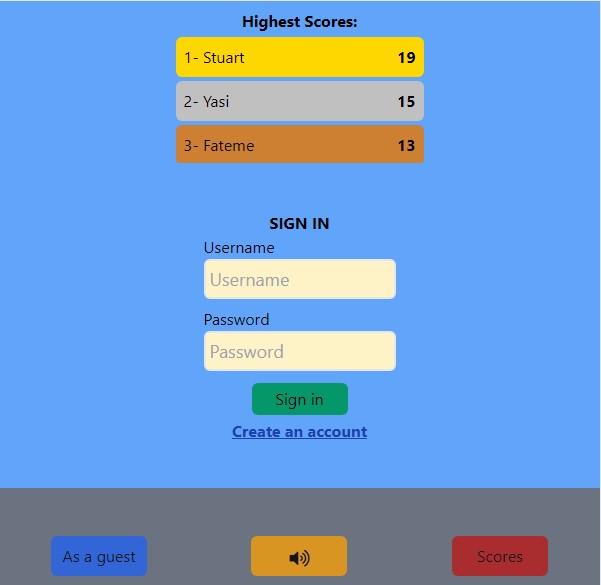 Highest Scores:
1- Stuart 19
2- Yasi 15
3- Fateme 13
SIGN IN
Username
Username
Password
Password
Sign in
Create an account
As a guest Scores